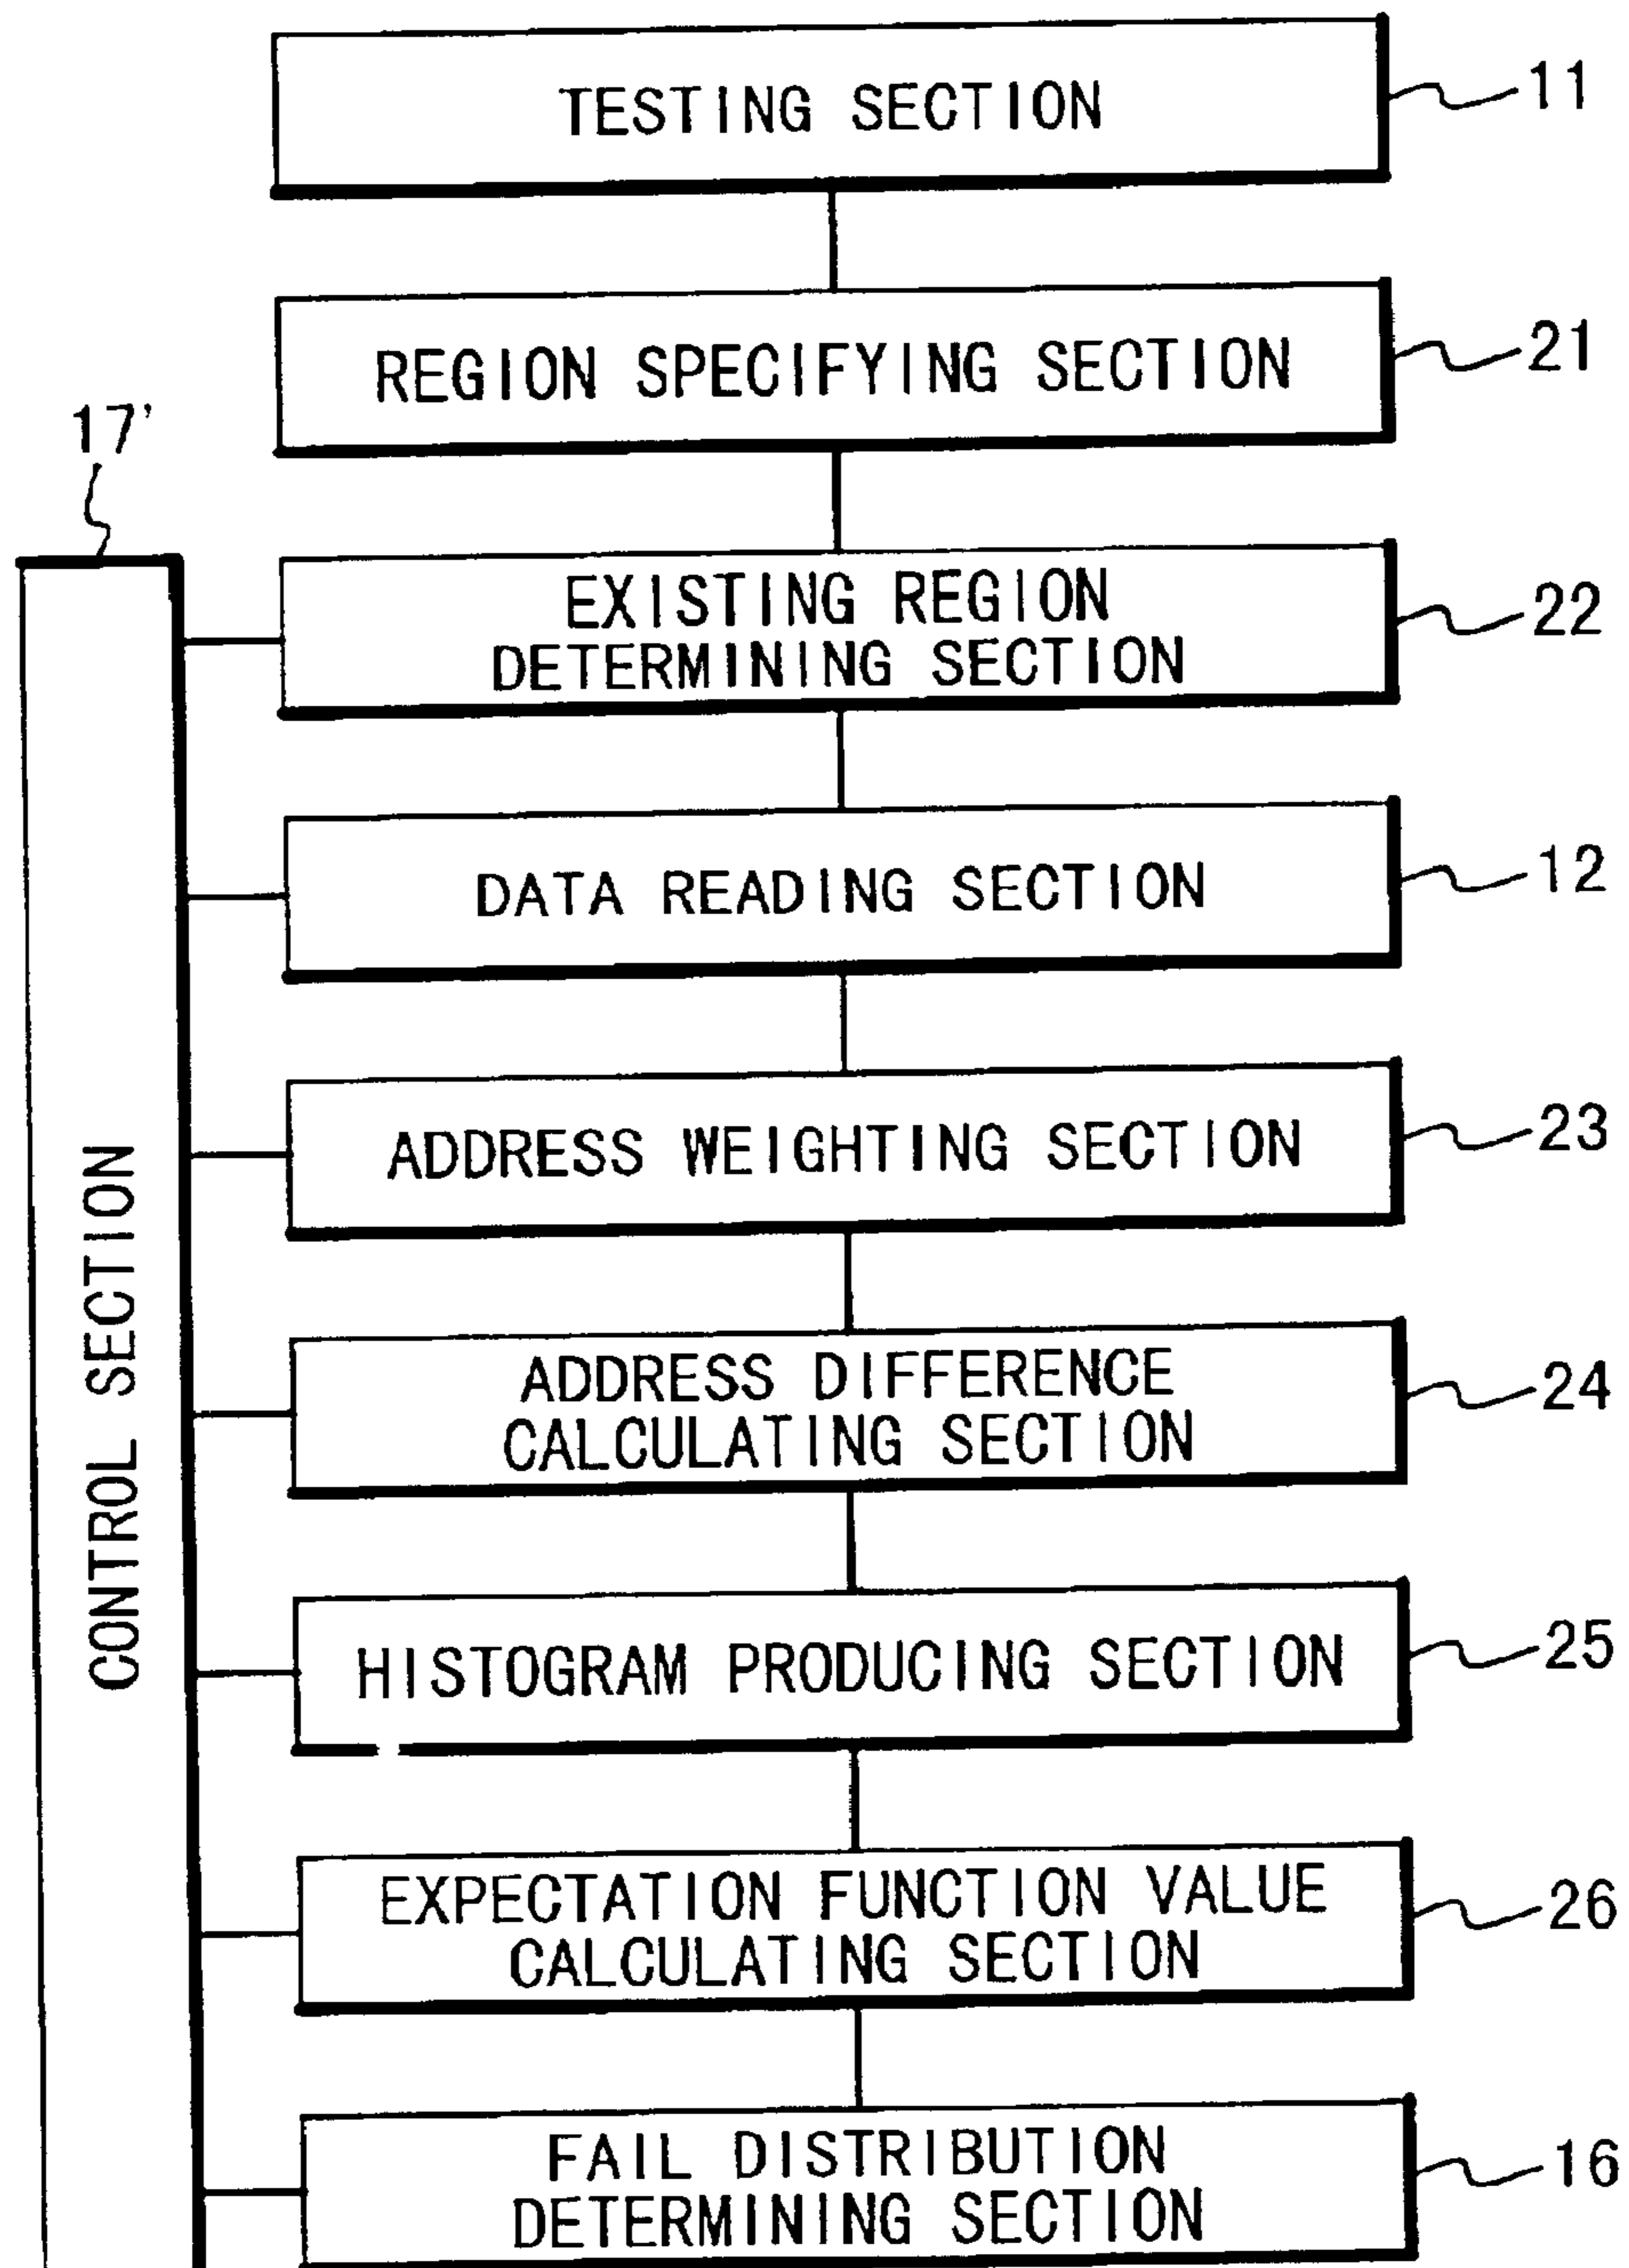 TESTING SECTION
11
REGION SPECIFYING SECTION
21
17'
EXISTING REGION
DETERMINING SECTION
22
DATA READING SECTION
12
ADDRESS WEIGHTING SECTION
23
CONTROL SECTION
ADDRESS DIFFERENCE
CALCULATING SECTION
24
HISTOGRAM PRODUCING SECTION
25
EXPECTATION FUNCTION VALUE
CALCULATING SECTION
26
FAIL DISTRIBUTION
DETERMINING SECTION
16